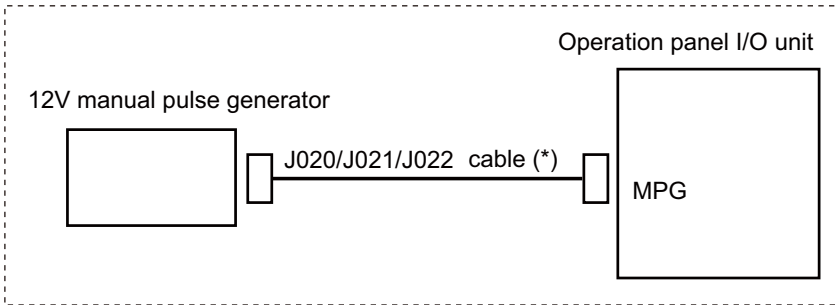 Operation panel I/O unit
12V manual pulse generator
J020/J021/J022 cable (*)
MPG